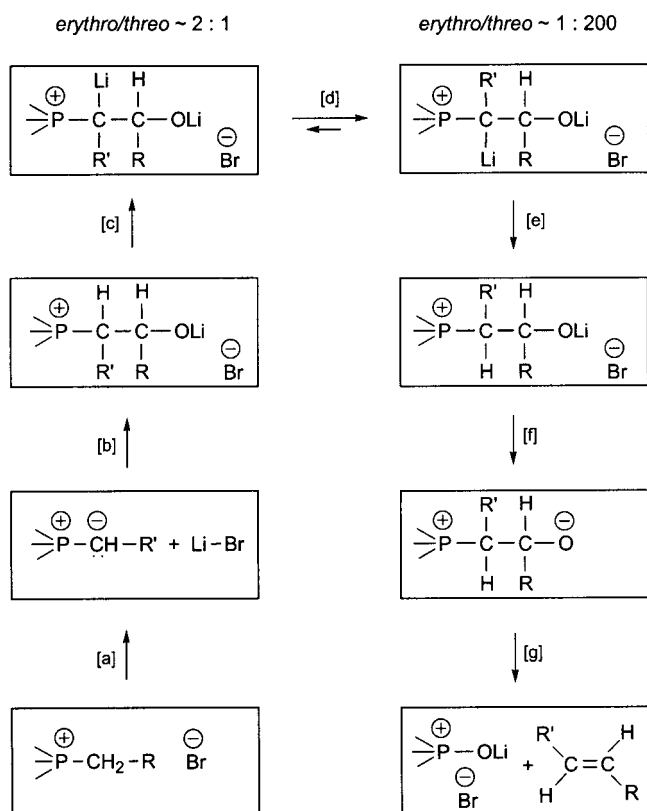 erythro/threo ~ 2 : 1
erythro/threo ~ 1 : 200
Li H
⊕ ⊖
P–C–C–OLi
R' R Br
[d]
R' H
⊕ ⊖
P–C–C–OLi
Li R Br
[c]
[e]
H H
⊕ ⊖
P–C–C–OLi
R' R Br
R' H
⊕ ⊖
P–C–C–OLi
H R Br
[b]
[f]
⊕ ⊖
P–CH–R' + Li–Br
R' H
⊕ ⊖
P–C–C–O
H R
[a]
[g]
⊕ ⊖
P–CH2–R Br
⊕
P–OLi + R' H
⊖ C=C
Br H R